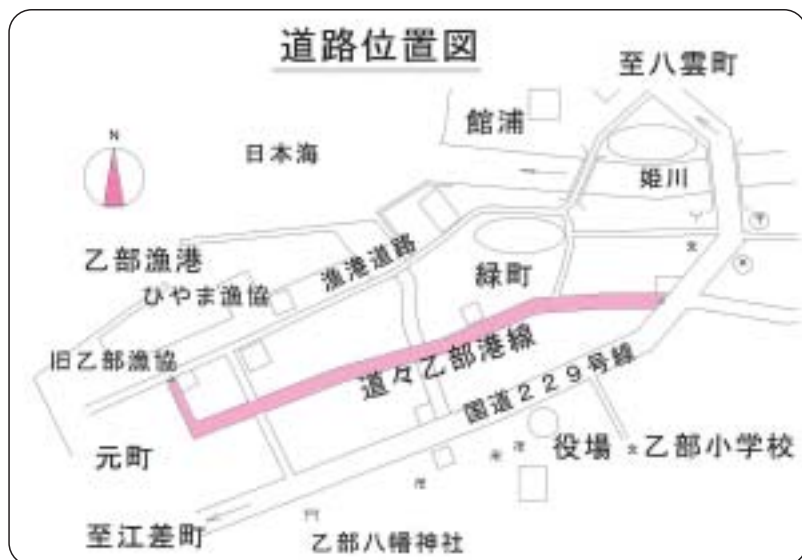 道路位置図
至八雲町
館浦
N
日本海
姫川
乙部漁港
漁港道路
緑町
ひやま漁協
旧乙部漁協
道々乙部港線
国道229号線
元町
役場
文 乙部小学校
至江差町
乙部八幡神社